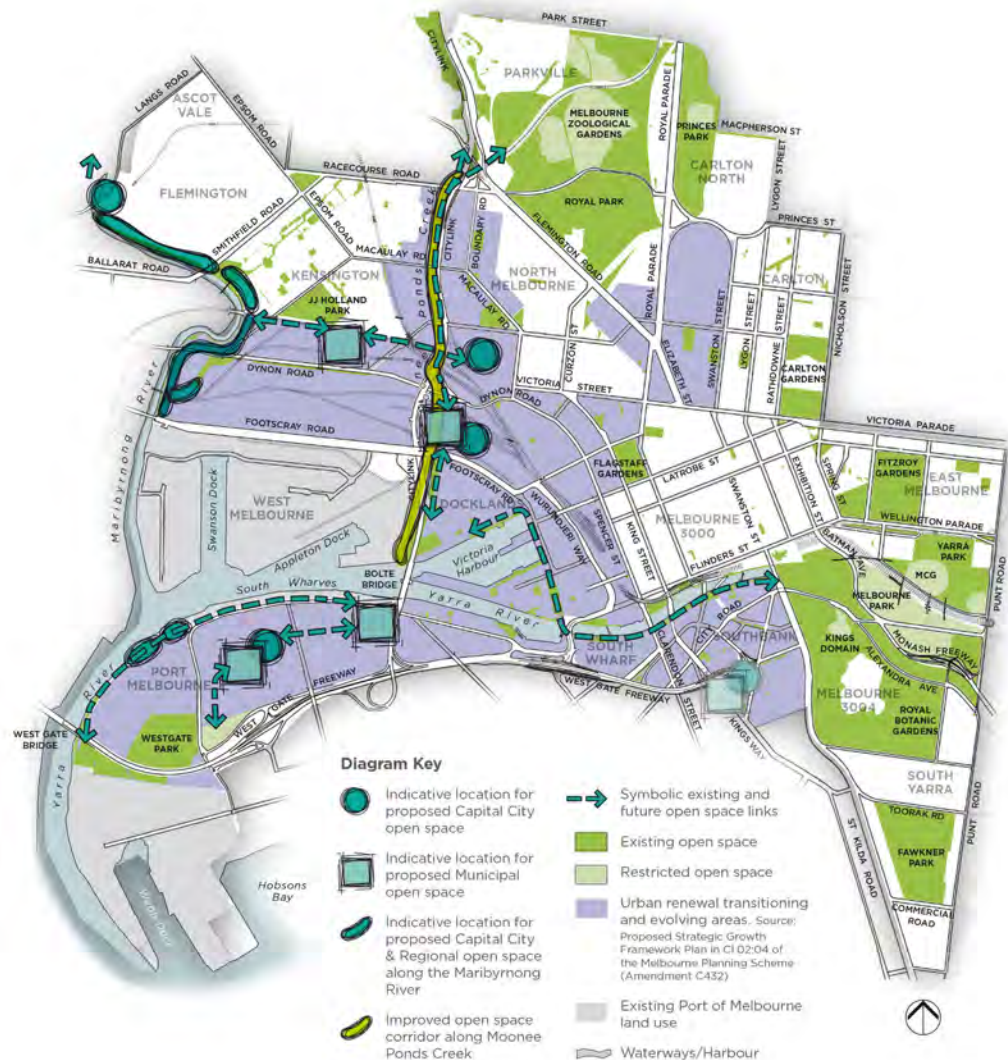 PARK STREET
CITYLINK
PARKVILLE
LANGS ROAD
ASCOT
VALE
EPSOM ROAD
ROYAL PARADE
MELBOURNE
ZOOLOGICAL
GARDENS
PRINCES
PARK
MACPHERSON ST
CARLTON
NORTH
LYGON STREET
RACECOURSE ROAD
FLEMINGTON
ROYAL PARK
PRINCES ST
SMITHFIELD ROAD
EPSOM ROAD
Creek
CITYLINK
BOUNDARY RD
FLEMINGTON ROAD
MACAULAY RD
BALLARAT ROAD
KENSINGTON
NORTH
MELBOURNE
ROYAL PARADE
CARLTON
NICHOLSON STREET
JJ HOLLAND
PARK
Ponds
MACAULAY RD
SWANSTON STREET
LYGON STREET
RATHDOWNE STREET
CURZON ST
ELIZABETH ST
CARLTON
GARDENS
DYNON ROAD
VICTORIA STREET
DYNON ROAD
VICTORIA PARADE
Maribyrnong River
FOOTSCRAY ROAD
FLAGSTAFF
GARDENS
LATROBE ST
EXHIBITION ST
SPRING ST
FITZROY
GARDENS
EAST
MELBOURNE
WEST
MELBOURNE
Swanson Dock
CITYLINK
FOOTSCRAY RD
DOCKLAND
WURUNDJERI WAY
SPENCER ST
KING STREET
MELBOURNE
3000
SWANSTON ST
WELLINGTON PARADE
FLINDERS ST
BATMAN AVE
YARRA
PARK
Appleton Dock
Victoria
Harbour
MCG
PUNT ROAD
BOLTE
BRIDGE
South Wharves
Yarra River
MELBOURNE
PARK
CITY ROAD
SOUTHBANK
KINGS
DOMAIN
MONASH FREEWAY
ALEXANDRA AVE
PORT
MELBOURNE
SOUTH
WHARF
CLARENDON STREET
WEST GATE FREEWAY
WEST GATE FREEWAY
MELBOURNE
3004
ROYAL
BOTANIC
GARDENS
WEST GATE
BRIDGE
WESTGATE
PARK
KINGS WAY
Yarra River
SOUTH
YARRA
TOORAK RD
ST KILDA ROAD
PUNT ROAD
FAWKNER
PARK
COMMERCIAL
ROAD
Hobsons
Bay
Webb Dock
Diagram Key
Indicative location for
proposed Capital City
open space
Indicative location for
proposed Municipal
open space
Indicative location for
proposed Capital City
& Regional open space
along the Maribyrnong
River
Improved open space
corridor along Moonee
Ponds Creek
Symbolic existing and
future open space links
Existing open space
Restricted open space
Urban renewal transitioning
and evolving areas. Source:
Proposed Strategic Growth
Framework Plan in Cl 02:04 of
the Melbourne Planning Scheme
(Amendment C432)
Existing Port of Melbourne
land use
Waterways/Harbour